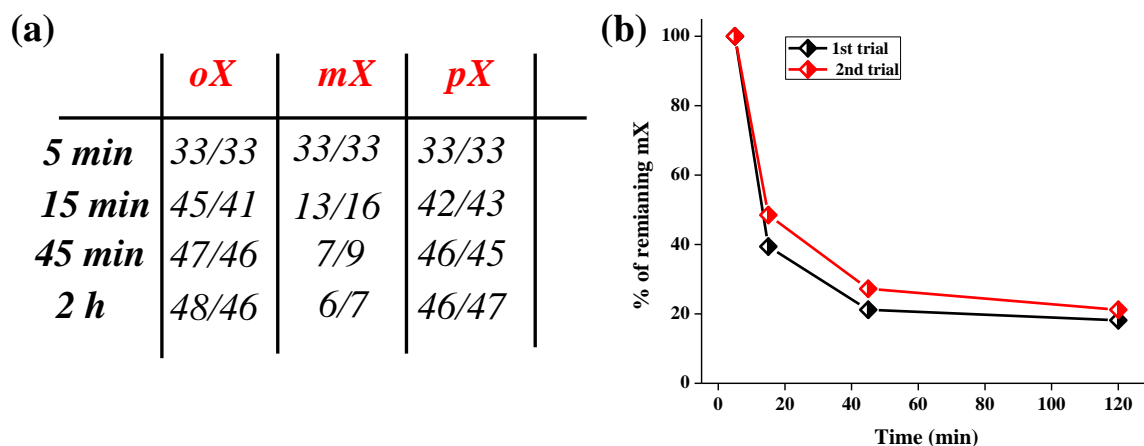 (a)
oX mX pX
5 min 33/33 33/33 33/33
15 min 45/41 13/16 42/43
45 min 47/46 7/9 46/45
2 h 48/46 6/7 46/47
(b)
1st trial
2nd trial
% of remianing mX
100
80
60
40
20
0
0 20 40 60 80 100 120
Time (min)